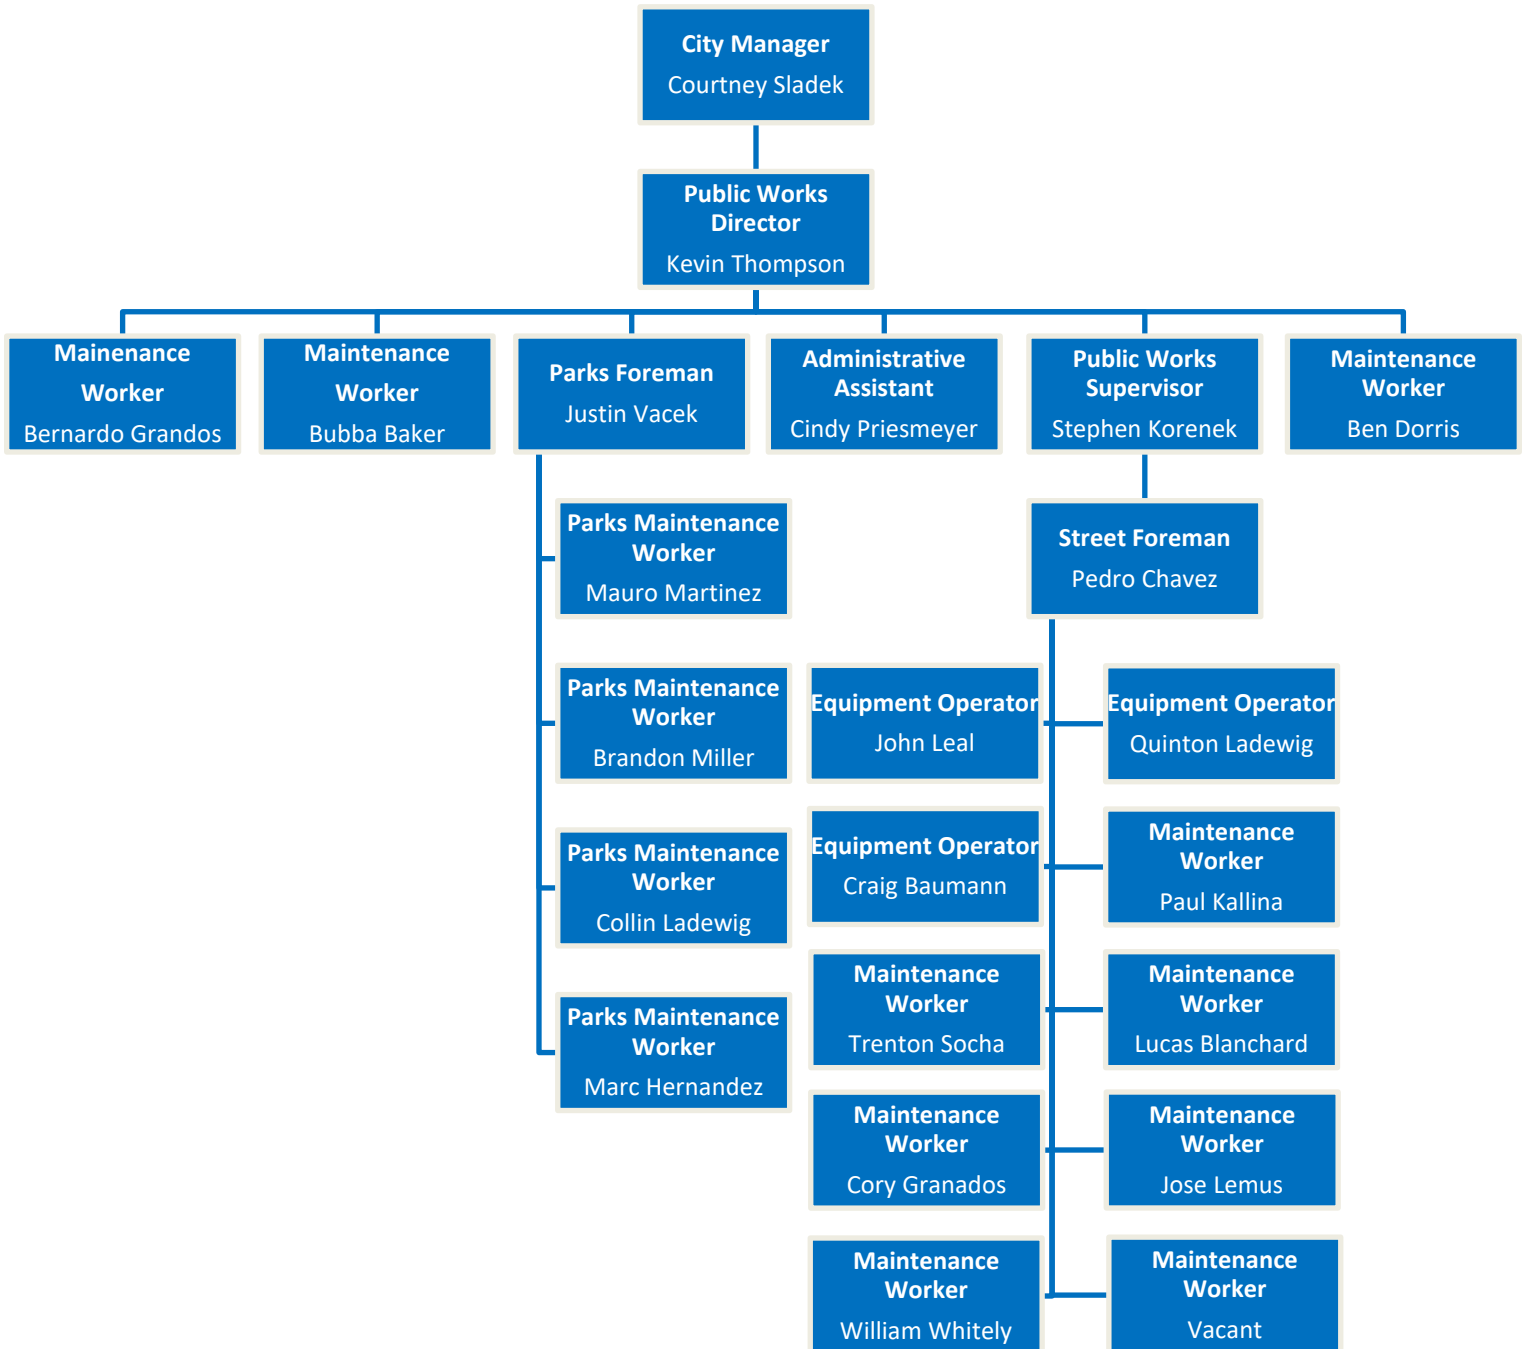 City Manager
Courtney Sladek
Public Works
Director
Kevin Thompson
Mainenance
Worker
Bernardo Grandos
Maintenance
Worker
Bubba Baker
Parks Foreman
Justin Vacek
Administrative
Assistant
Cindy Priesmeyer
Public Works
Supervisor
Stephen Korenek
Maintenance
Worker
Ben Dorris
Parks Maintenance
Worker
Mauro Martinez
Street Foreman
Pedro Chavez
Parks Maintenance
Worker
Brandon Miller
Equipment Operator
John Leal
Equipment Operator
Quinton Ladewig
Parks Maintenance
Worker
Collin Ladewig
Equipment Operator
Craig Baumann
Maintenance
Worker
Paul Kallina
Parks Maintenance
Worker
Marc Hernandez
Maintenance
Worker
Trenton Socha
Maintenance
Worker
Lucas Blanchard
Maintenance
Worker
Cory Granados
Maintenance
Worker
Jose Lemus
Maintenance
Worker
William Whitely
Maintenance
Worker
Vacant